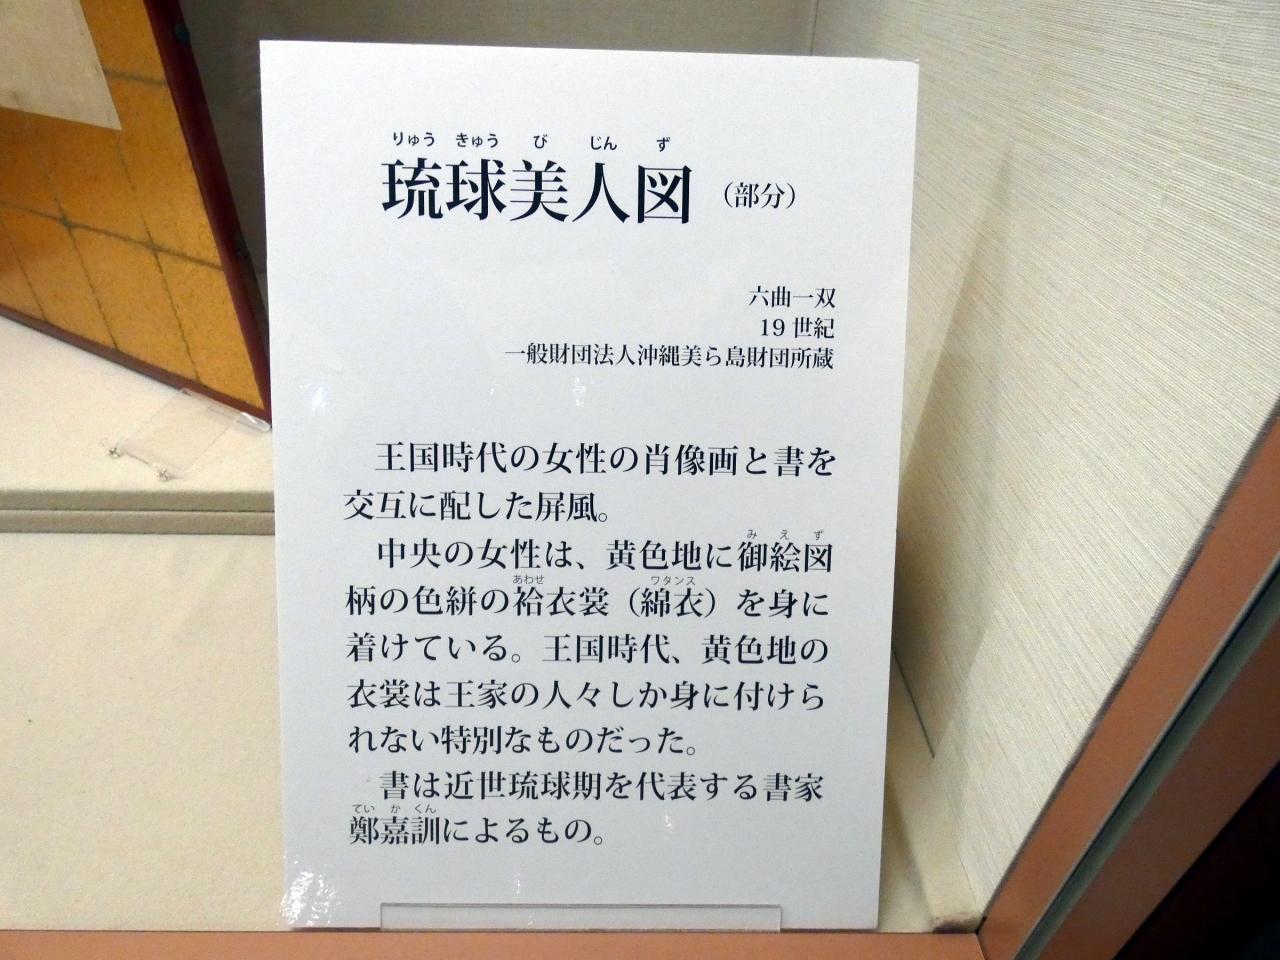 りゅう きゅう び じん ず
琉球美人図（部分）
六曲一双
19 世紀
一般財団法人沖縄美ら島財団所蔵
王国時代の女性の肖像画と書を
交互に配した屏風。
み え ず
中央の女性は、黄色地に御絵図
あわせ ワタンス
柄の色絣の袷衣裳（綿衣）を身に
着けている。王国時代、黄色地の
衣裳は王家の人々しか身に付けら
れない特別なものだった。
書は近世琉球期を代表する書家
てい か くん
鄭嘉訓によるもの。